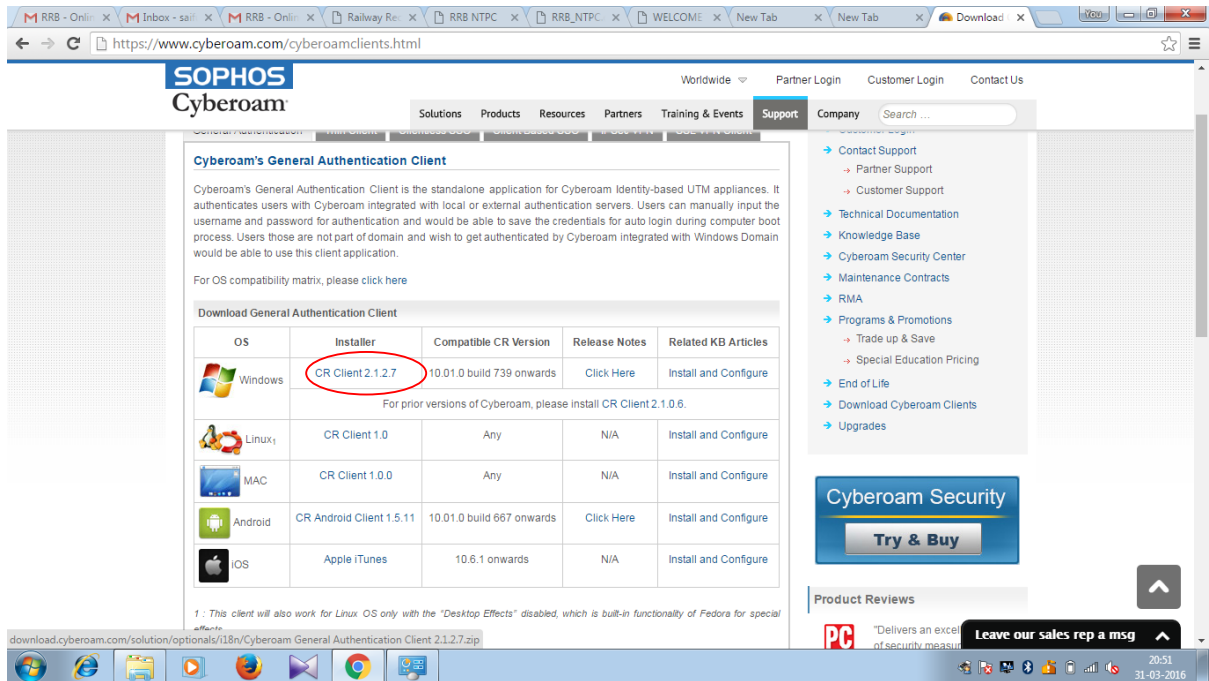 RRB - Onlin
Inbox - saif
RRB - Onlin
Railway Rec
RRB NTPC
RRB_NTPC
WELCOME
New Tab
New Tab
Download
You
https://www.cyberoam.com/cyberoamclients.html
SOPHOS
Cyberoam
Worldwide
Partner Login
Customer Login
Contact Us
Solutions
Products
Resources
Partners
Training & Events
Support
Company
Search ...
Cyberoam's General Authentication Client
Cyberoam's General Authentication Client is the standalone application for Cyberoam Identity-based UTM appliances. It
authenticates users with Cyberoam integrated with local or external authentication servers. Users can manually input the
username and password for authentication and would be able to save the credentials for auto login during computer boot
process. Users those are not part of domain and wish to get authenticated by Cyberoam integrated with Windows Domain
would be able to use this client application.
For OS compatibility matrix, please click here
Download General Authentication Client
OS Installer Compatible CR Version Release Notes Related KB Articles
Windows CR Client 2.1.2.7 10.01.0 build 739 onwards Click Here Install and Configure
For prior versions of Cyberoam, please install CR Client 2.1.0.6.
Linux1 CR Client 1.0 Any N/A Install and Configure
MAC CR Client 1.0.0 Any N/A Install and Configure
Android CR Android Client 1.5.11 10.01.0 build 667 onwards Click Here Install and Configure
iOS Apple iTunes 10.6.1 onwards N/A Install and Configure
1 : This client will also work for Linux OS only with the "Desktop Effects" disabled, which is built-in functionality of Fedora for special
effects
Customer Login
Contact Support
Partner Support
Customer Support
Technical Documentation
Knowledge Base
Cyberoam Security Center
Maintenance Contracts
RMA
Programs & Promotions
Trade up & Save
Special Education Pricing
End of Life
Download Cyberoam Clients
Upgrades
Cyberoam Security
Try & Buy
Product Reviews
PC
"Delivers an excel
of security measur
Leave our sales rep a msg
download.cyberoam.com/solution/optionals/i18n/Cyberoam General Authentication Client 2.1.2.7.zip
20:51
31-03-2016